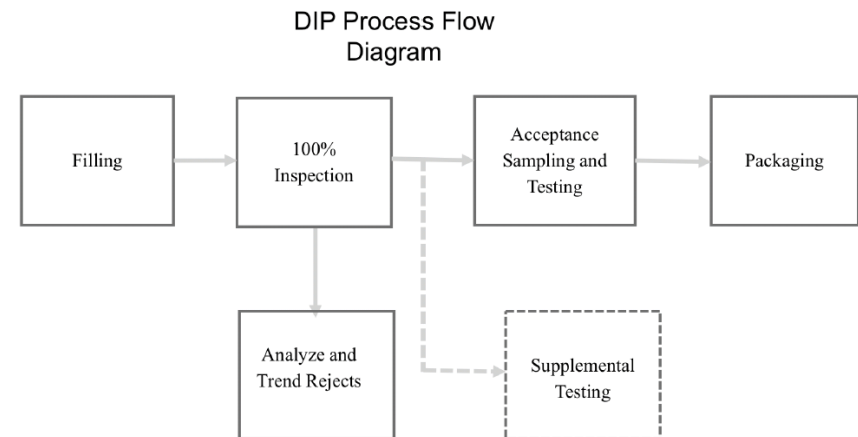 DIP Process Flow
Diagram
Filling
100%
Inspection
Acceptance
Sampling and
Testing
Packaging
Analyze and
Trend Rejects
Supplemental
Testing